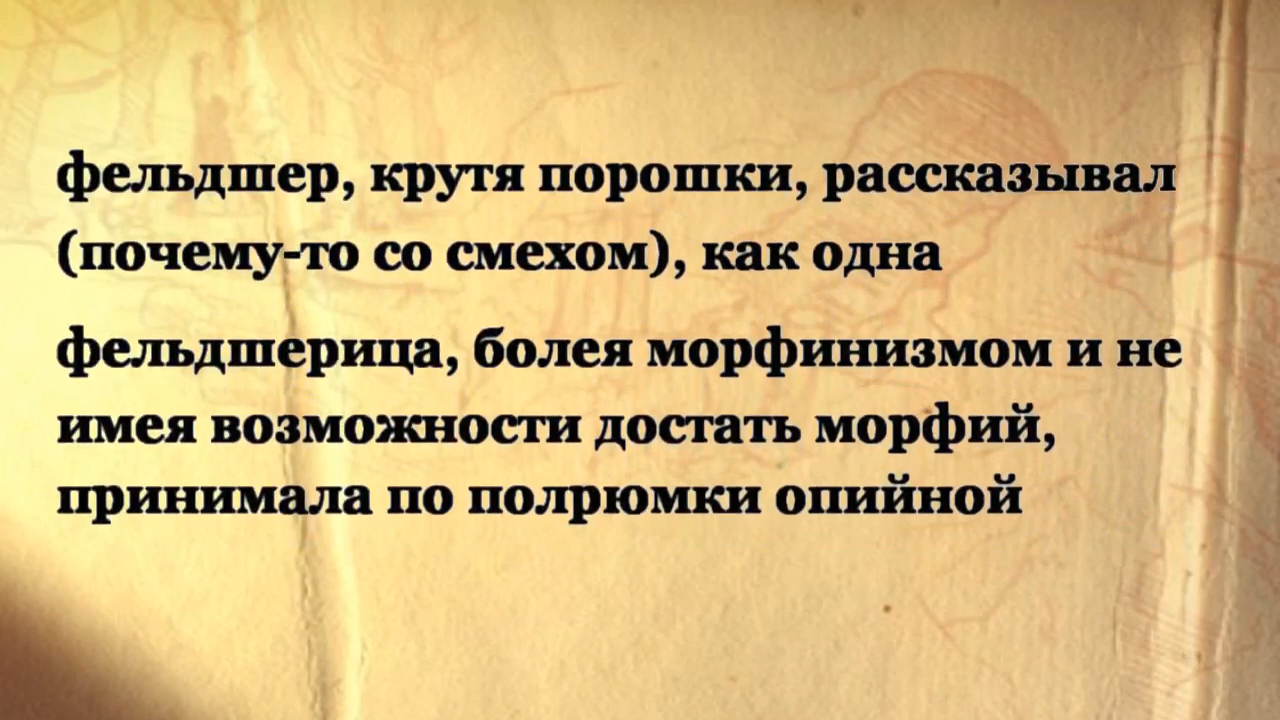 фельдшер, крутя порошки, рассказывал
(почему-то со смехом), как одна
фельдшерица, болея морфинизмом и не
имея возможности достать морфий,
принимала по полрюмки опийной